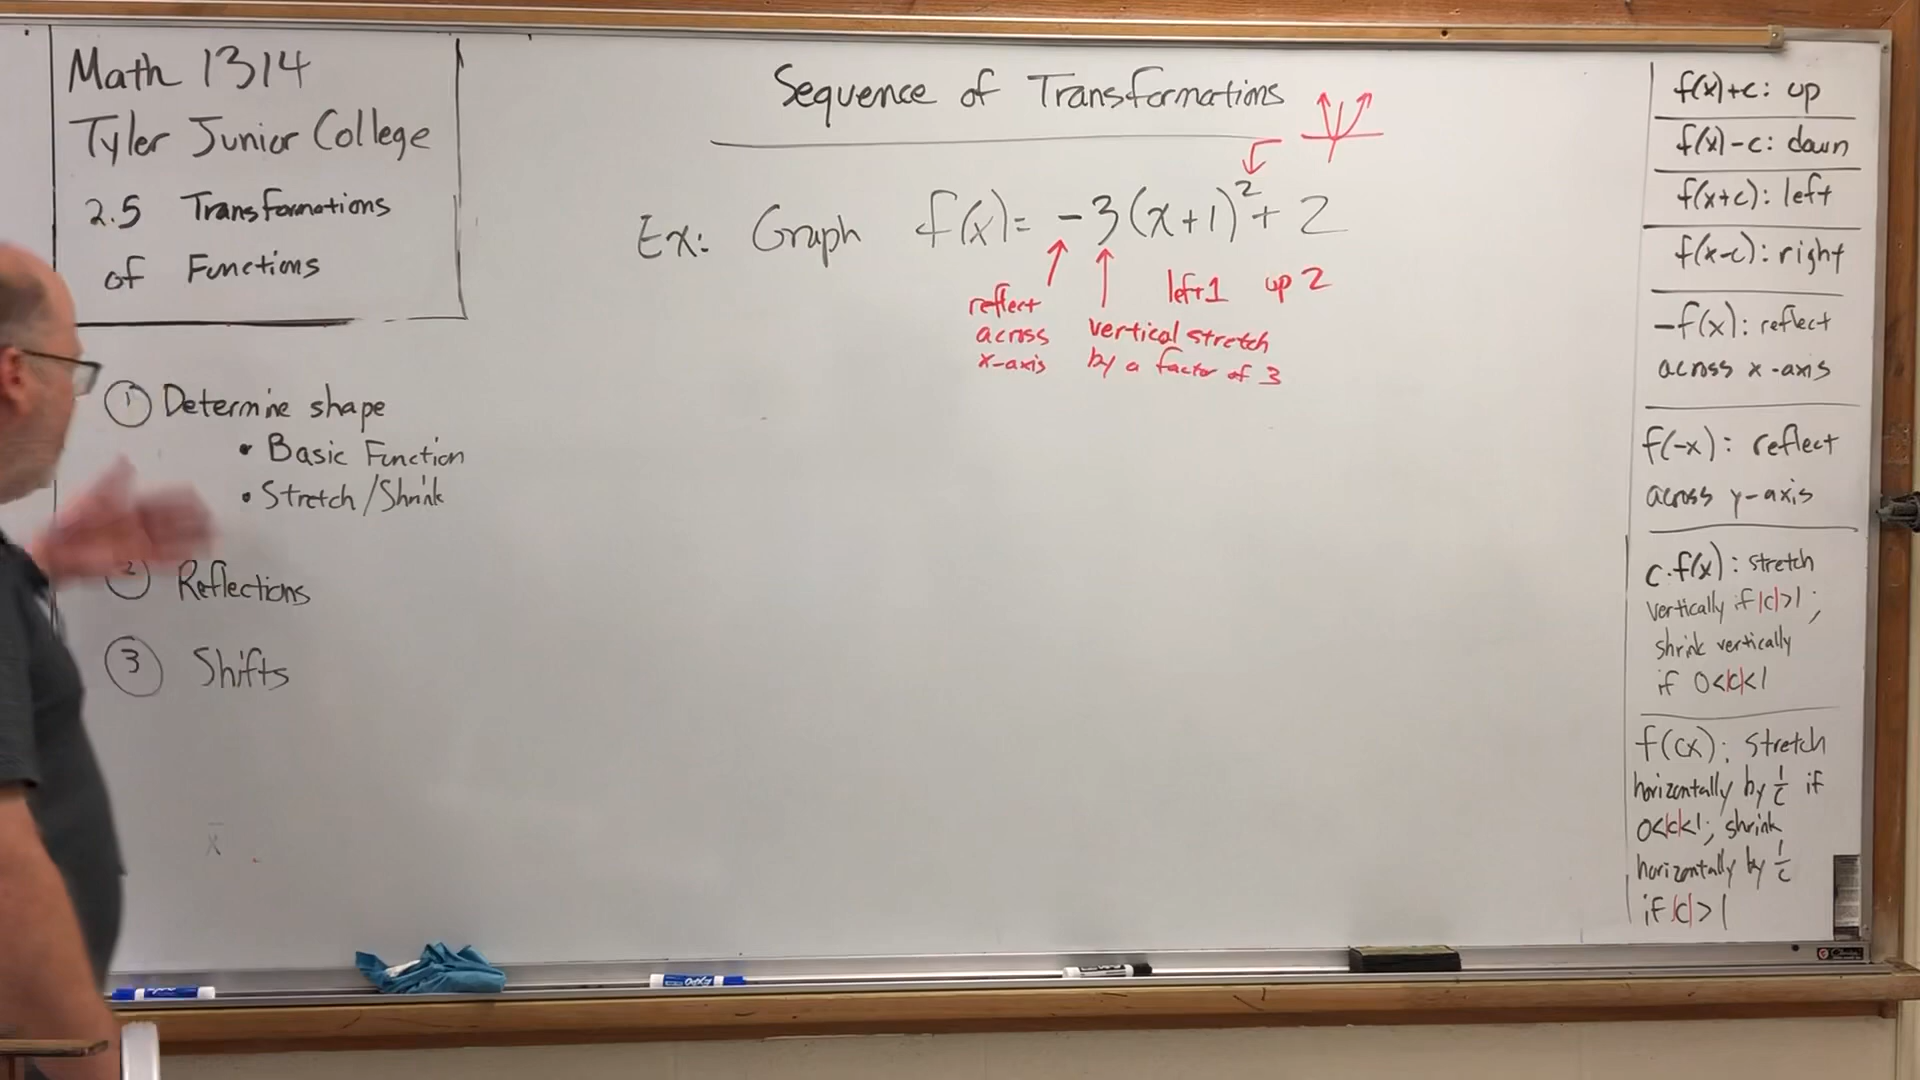 Math 1314
Tyler Junior College
2.5 Transformations
of Functions
① Determine shape
• Basic Function
• Stretch/Shrink
② Reflections
③ Shifts
x̄
Sequence of Transformations
Ex: Graph f(x) = -3(x+1)² + 2
reflect
across
x-axis
vertical stretch
by a factor of 3
left 1
up 2
f(x)+c: up
f(x)-c: down
f(x+c): left
f(x-c): right
-f(x): reflect
across x-axis
f(-x): reflect
across y-axis
c·f(x): stretch
vertically if |c|>1;
shrink vertically
if 0<|c|<1
f(cx): stretch
horizontally by 1/c if
0<|c|<1; shrink
horizontally by 1/c
if |c|>1
EXPO